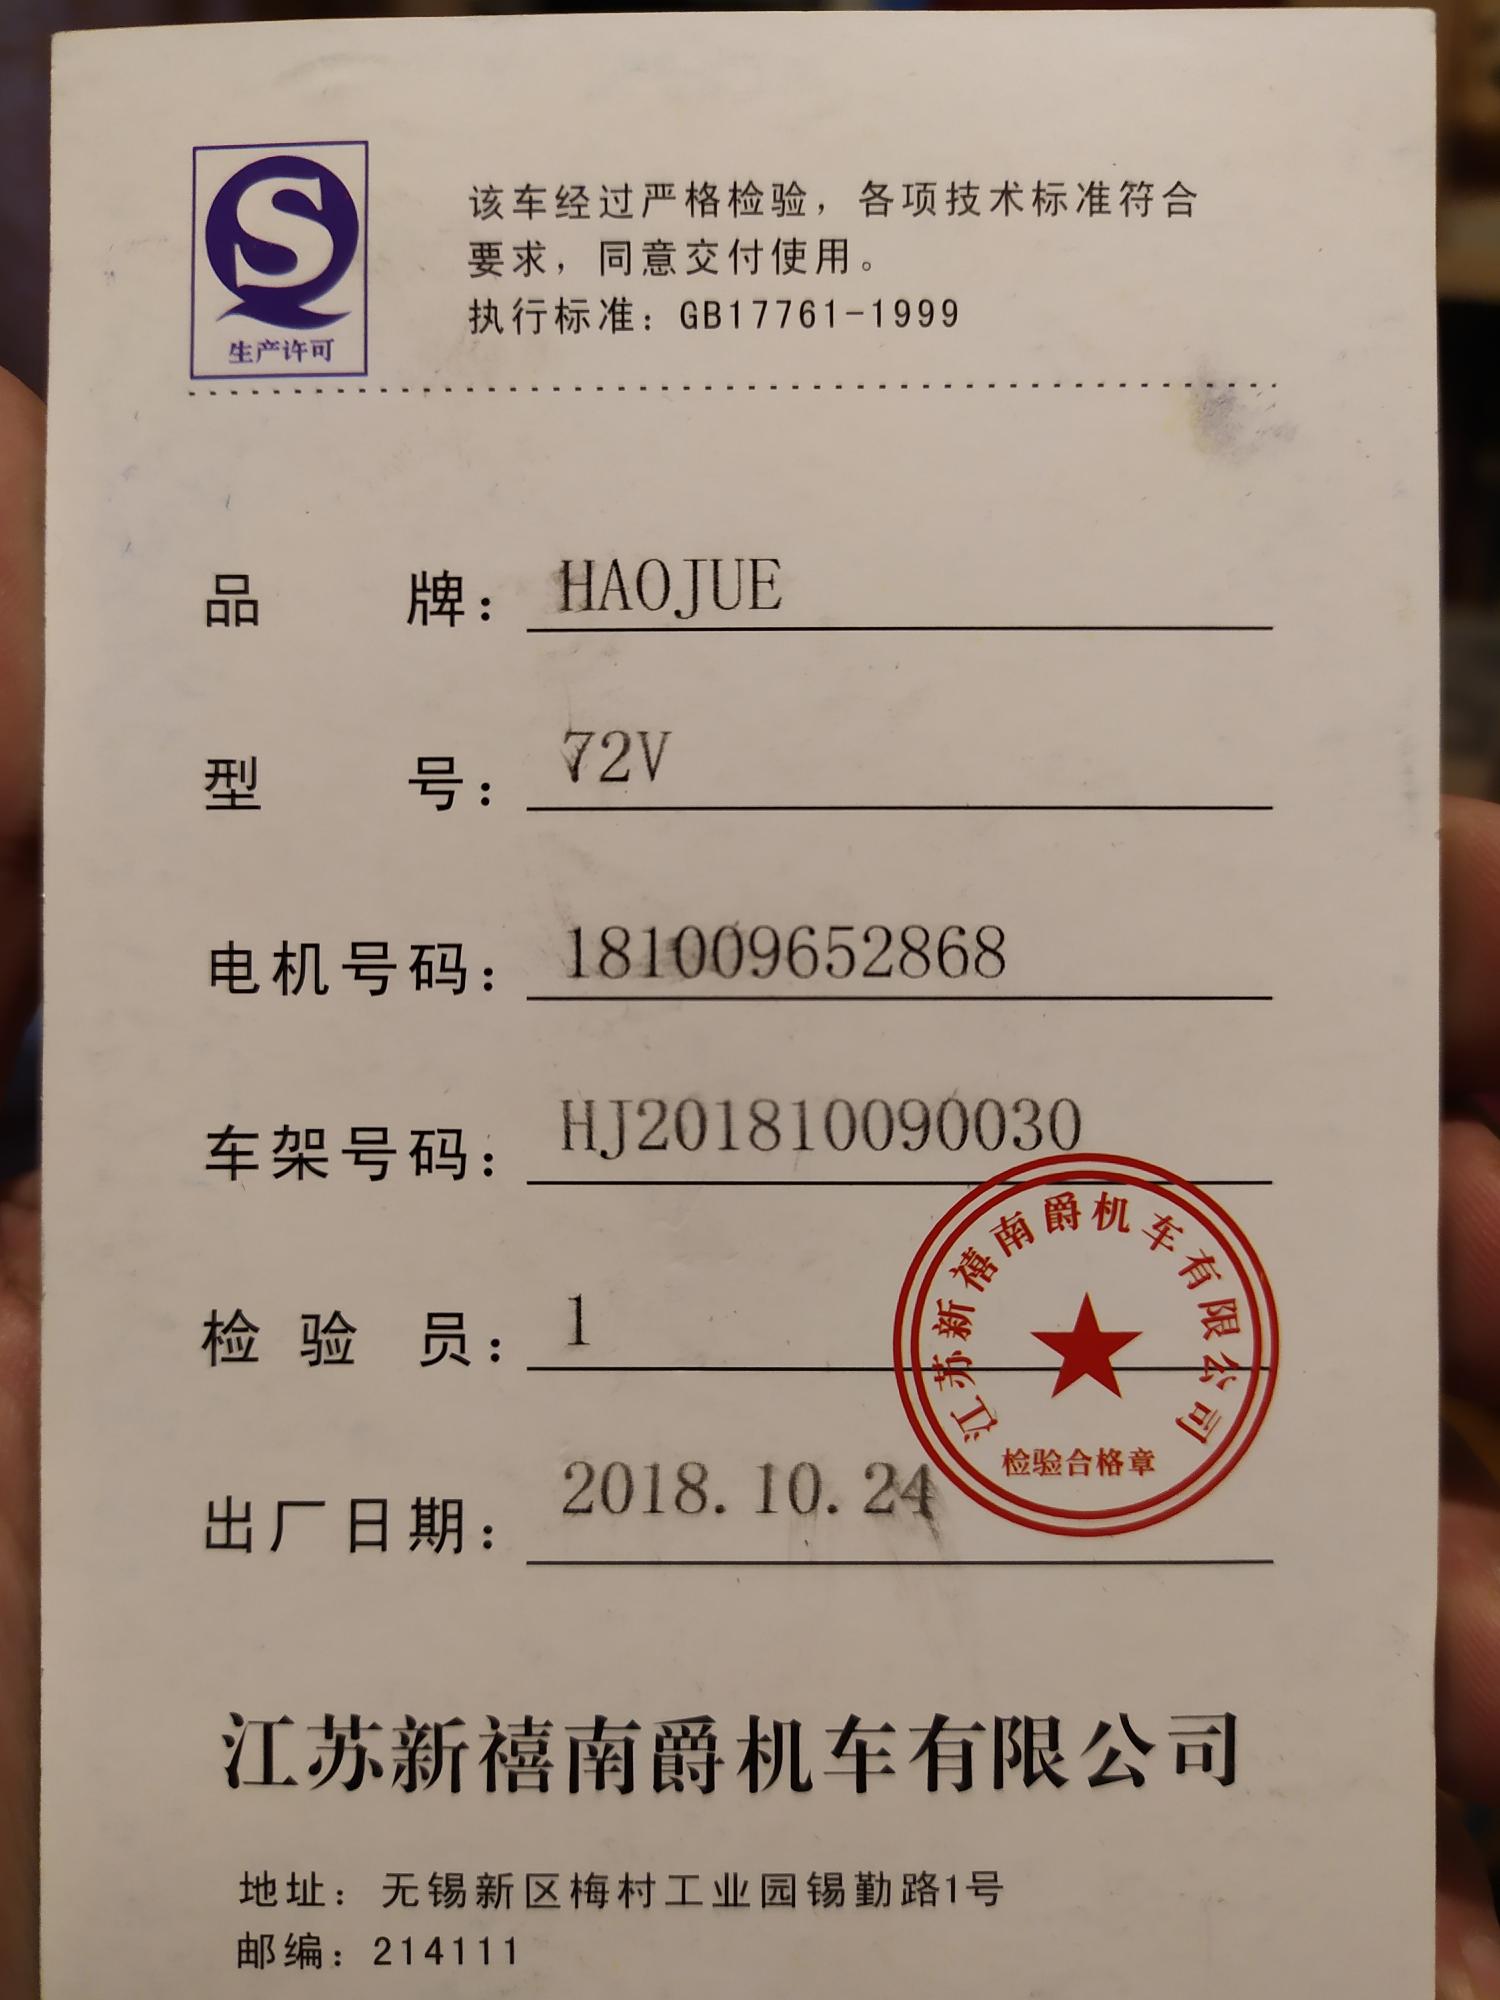 S
生产许可
该车经过严格检验，各项技术标准符合
要求，同意交付使用。
执行标准：GB17761-1999
品牌：HAOJUE
型号：72V
电机号码：181009652868
车架号码：HJ201810090030
检验员：1
江苏新禧南爵机车有限公司
检验合格章
出厂日期：2018.10.24
江苏新禧南爵机车有限公司
地址：无锡新区梅村工业园锡勤路1号
邮编：214111